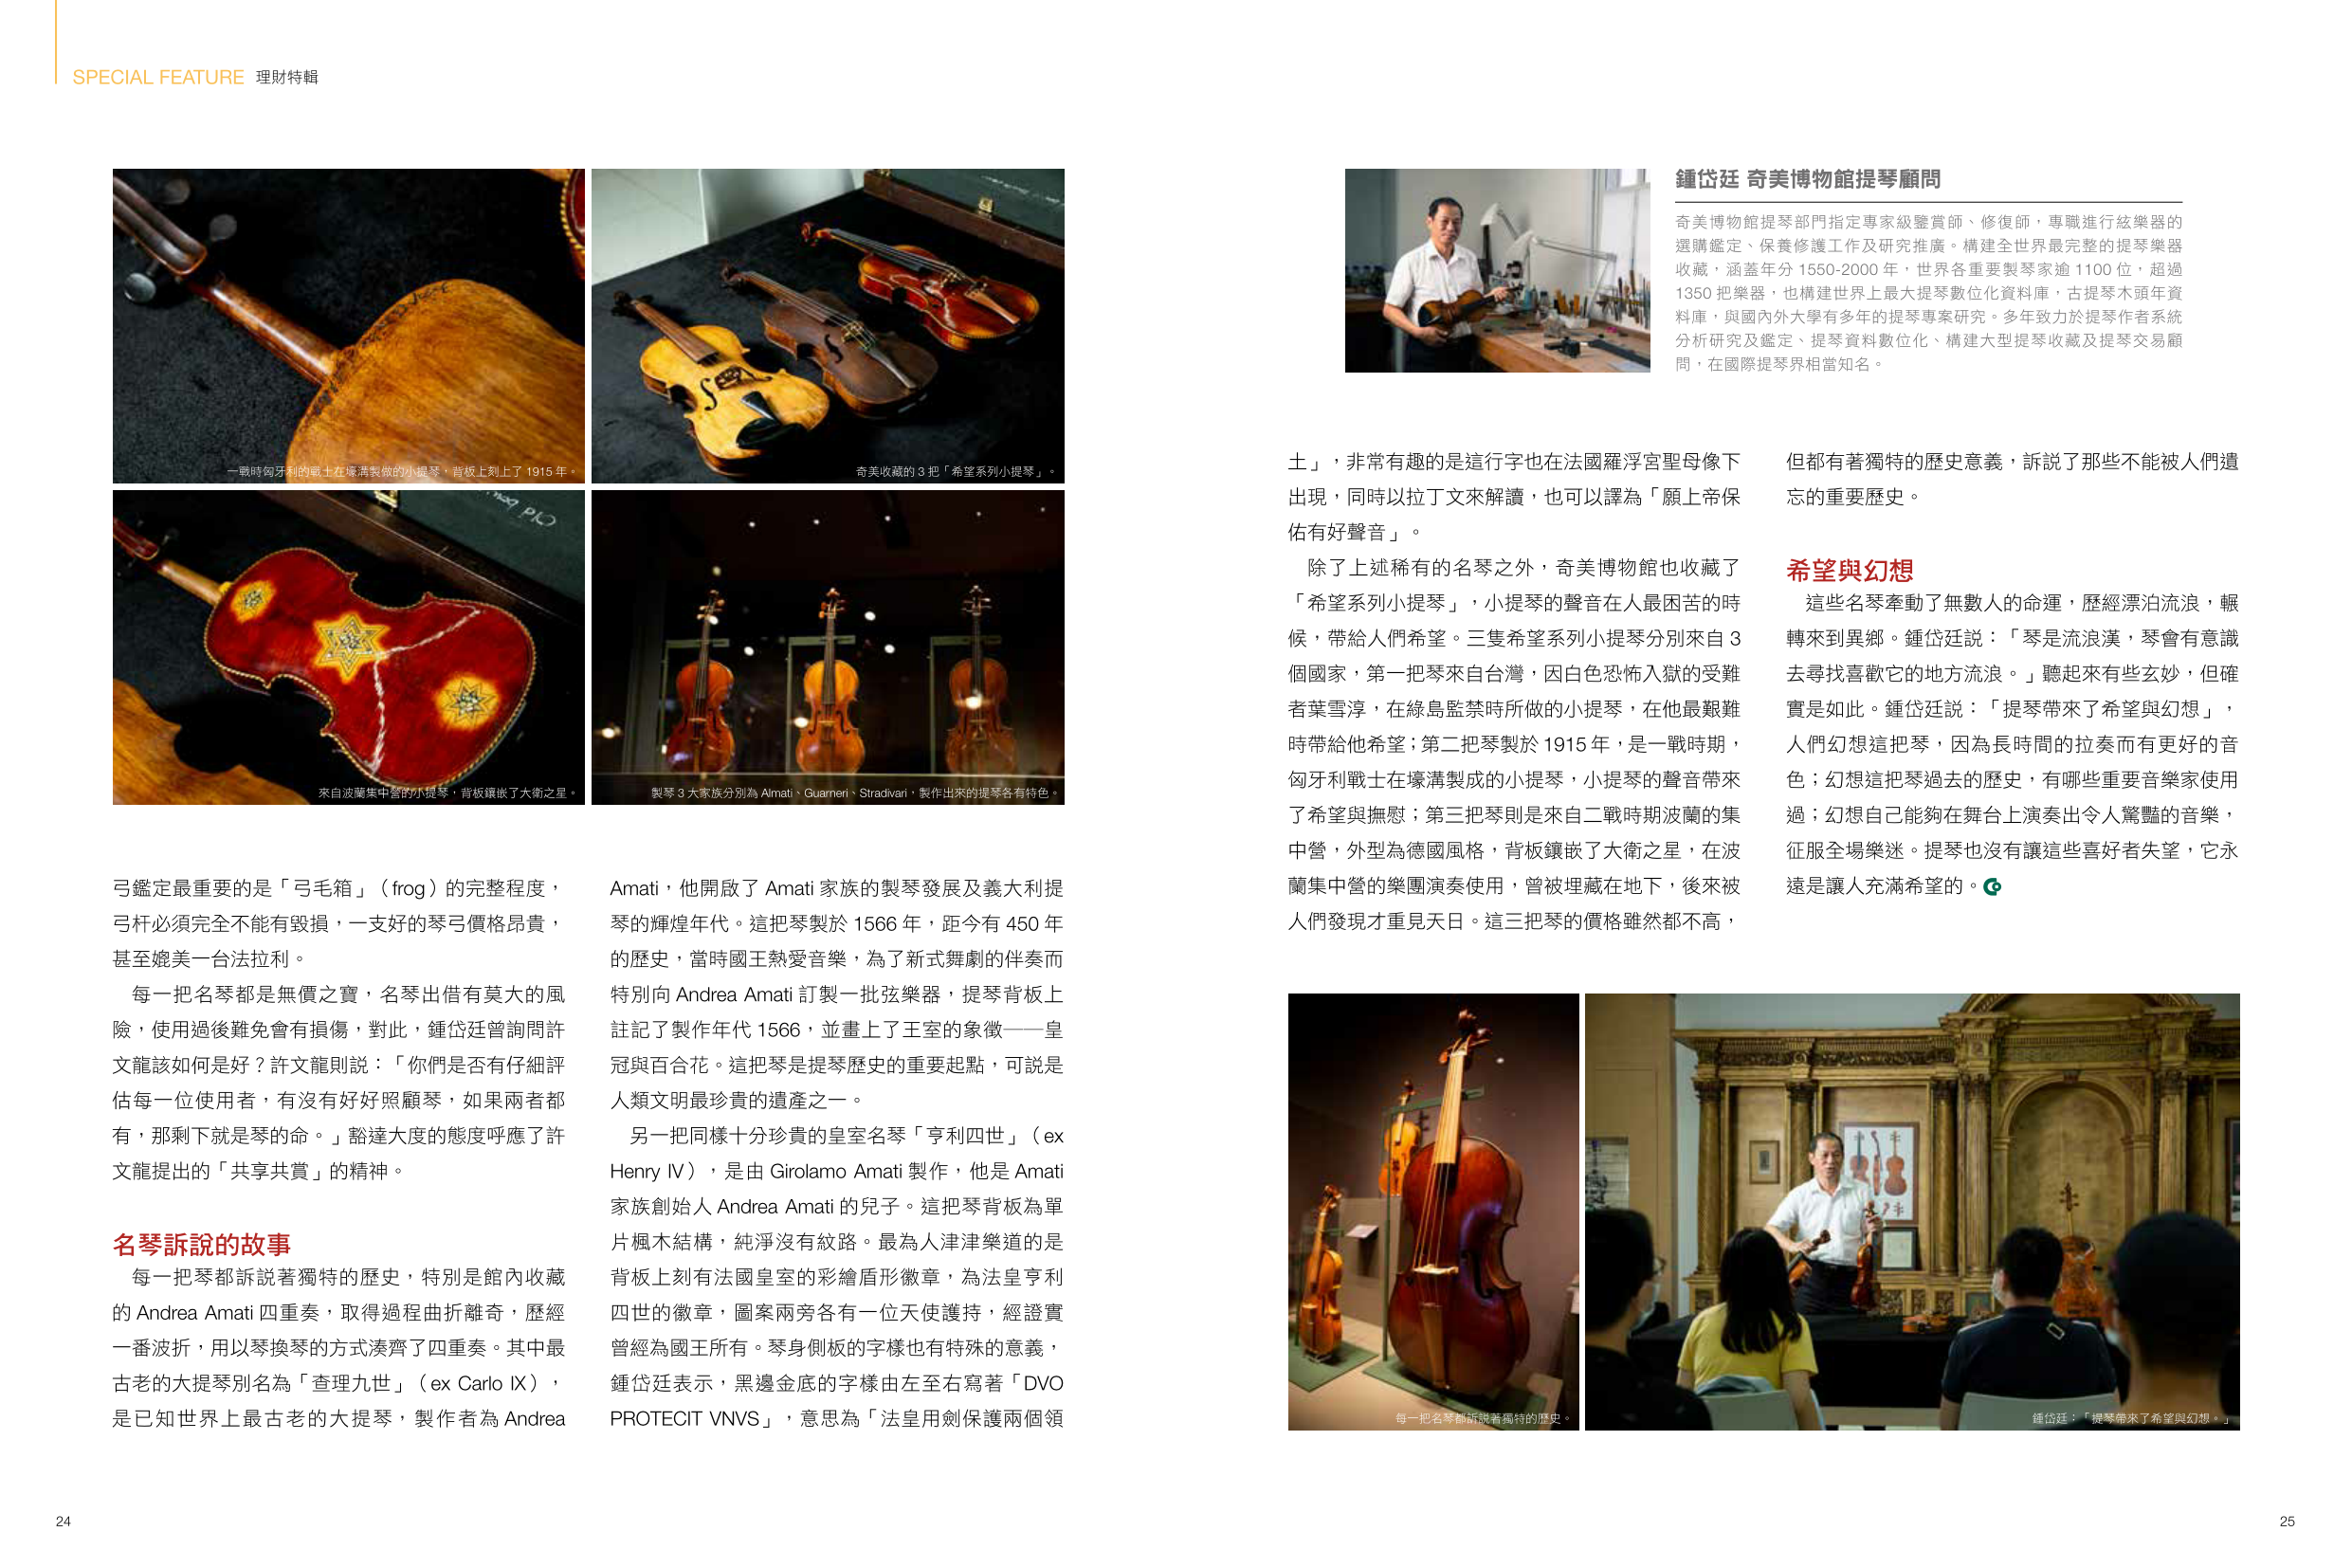 SPECIAL FEATURE 理財特輯
一戰時匈牙利的戰士在壕溝製做的小提琴，背板上刻上了 1915 年。
奇美收藏的 3 把「希望系列小提琴」。
來自波蘭集中營的小提琴，背板鑲嵌了大衛之星。
製琴 3 大家族分別為 Almati、Guarneri、Stradivari，製作出來的提琴各有特色。
弓鑑定最重要的是「弓毛箱」（frog）的完整程度，
弓杆必須完全不能有毀損，一支好的琴弓價格昂貴，
甚至媲美一台法拉利。
每一把名琴都是無價之寶，名琴出借有莫大的風
險，使用過後難免會有損傷，對此，鍾岱廷曾詢問許
文龍該如何是好？許文龍則說：「你們是否有仔細評
估每一位使用者，有沒有好好照顧琴，如果兩者都
有，那剩下就是琴的命。」豁達大度的態度呼應了許
文龍提出的「共享共賞」的精神。
名琴訴說的故事
每一把琴都訴說著獨特的歷史，特別是館內收藏
的 Andrea Amati 四重奏，取得過程曲折離奇，歷經
一番波折，用以琴換琴的方式湊齊了四重奏。其中最
古老的大提琴別名為「查理九世」（ex Carlo IX），
是已知世界上最古老的大提琴，製作者為 Andrea
Amati，他開啟了 Amati 家族的製琴發展及義大利提
琴的輝煌年代。這把琴製於 1566 年，距今有 450 年
的歷史，當時國王熱愛音樂，為了新式舞劇的伴奏而
特別向 Andrea Amati 訂製一批弦樂器，提琴背板上
註記了製作年代 1566，並畫上了王室的象徵——皇
冠與百合花。這把琴是提琴歷史的重要起點，可說是
人類文明最珍貴的遺產之一。
另一把同樣十分珍貴的皇室名琴「亨利四世」（ex
Henry IV），是由 Girolamo Amati 製作，他是 Amati
家族創始人 Andrea Amati 的兒子。這把琴背板為單
片楓木結構，純淨沒有紋路。最為人津津樂道的是
背板上刻有法國皇室的彩繪盾形徽章，為法皇亨利
四世的徽章，圖案兩旁各有一位天使護持，經證實
曾經為國王所有。琴身側板的字樣也有特殊的意義，
鍾岱廷表示，黑邊金底的字樣由左至右寫著「DVO
PROTECIT VNVS」，意思為「法皇用劍保護兩個領
24
鍾岱廷 奇美博物館提琴顧問
奇美博物館提琴部門指定專家級鑒賞師、修復師，專職進行絃樂器的
選購鑑定、保養修護工作及研究推廣。構建全世界最完整的提琴樂器
收藏，涵蓋年分 1550-2000 年，世界各重要製琴家逾 1100 位，超過
1350 把樂器，也構建世界上最大提琴數位化資料庫，古提琴木頭年資
料庫，與國內外大學有多年的提琴專案研究。多年致力於提琴作者系統
分析研究及鑑定、提琴資料數位化、構建大型提琴收藏及提琴交易顧
問，在國際提琴界相當知名。
土」，非常有趣的是這行字也在法國羅浮宮聖母像下
出現，同時以拉丁文來解讀，也可以譯為「願上帝保
佑有好聲音」。
除了上述稀有的名琴之外，奇美博物館也收藏了
「希望系列小提琴」，小提琴的聲音在人最困苦的時
候，帶給人們希望。三隻希望系列小提琴分別來自 3
個國家，第一把琴來自台灣，因白色恐怖入獄的受難
者葉雪淳，在綠島監禁時所做的小提琴，在他最艱難
時帶給他希望；第二把琴製於 1915 年，是一戰時期，
匈牙利戰士在壕溝製成的小提琴，小提琴的聲音帶來
了希望與撫慰；第三把琴則是來自二戰時期波蘭的集
中營，外型為德國風格，背板鑲嵌了大衛之星，在波
蘭集中營的樂團演奏使用，曾被埋藏在地下，後來被
人們發現才重見天日。這三把琴的價格雖然都不高，
但都有著獨特的歷史意義，訴說了那些不能被人們遺
忘的重要歷史。
希望與幻想
這些名琴牽動了無數人的命運，歷經漂泊流浪，輾
轉來到異鄉。鍾岱廷說：「琴是流浪漢，琴會有意識
去尋找喜歡它的地方流浪。」聽起來有些玄妙，但確
實是如此。鍾岱廷說：「提琴帶來了希望與幻想」，
人們幻想這把琴，因為長時間的拉奏而有更好的音
色；幻想這把琴過去的歷史，有哪些重要音樂家使用
過；幻想自己能夠在舞台上演奏出令人驚豔的音樂，
征服全場樂迷。提琴也沒有讓這些喜好者失望，它永
遠是讓人充滿希望的。
每一把名琴都訴說著獨特的歷史。
鍾岱廷：「提琴帶來了希望與幻想。」
25